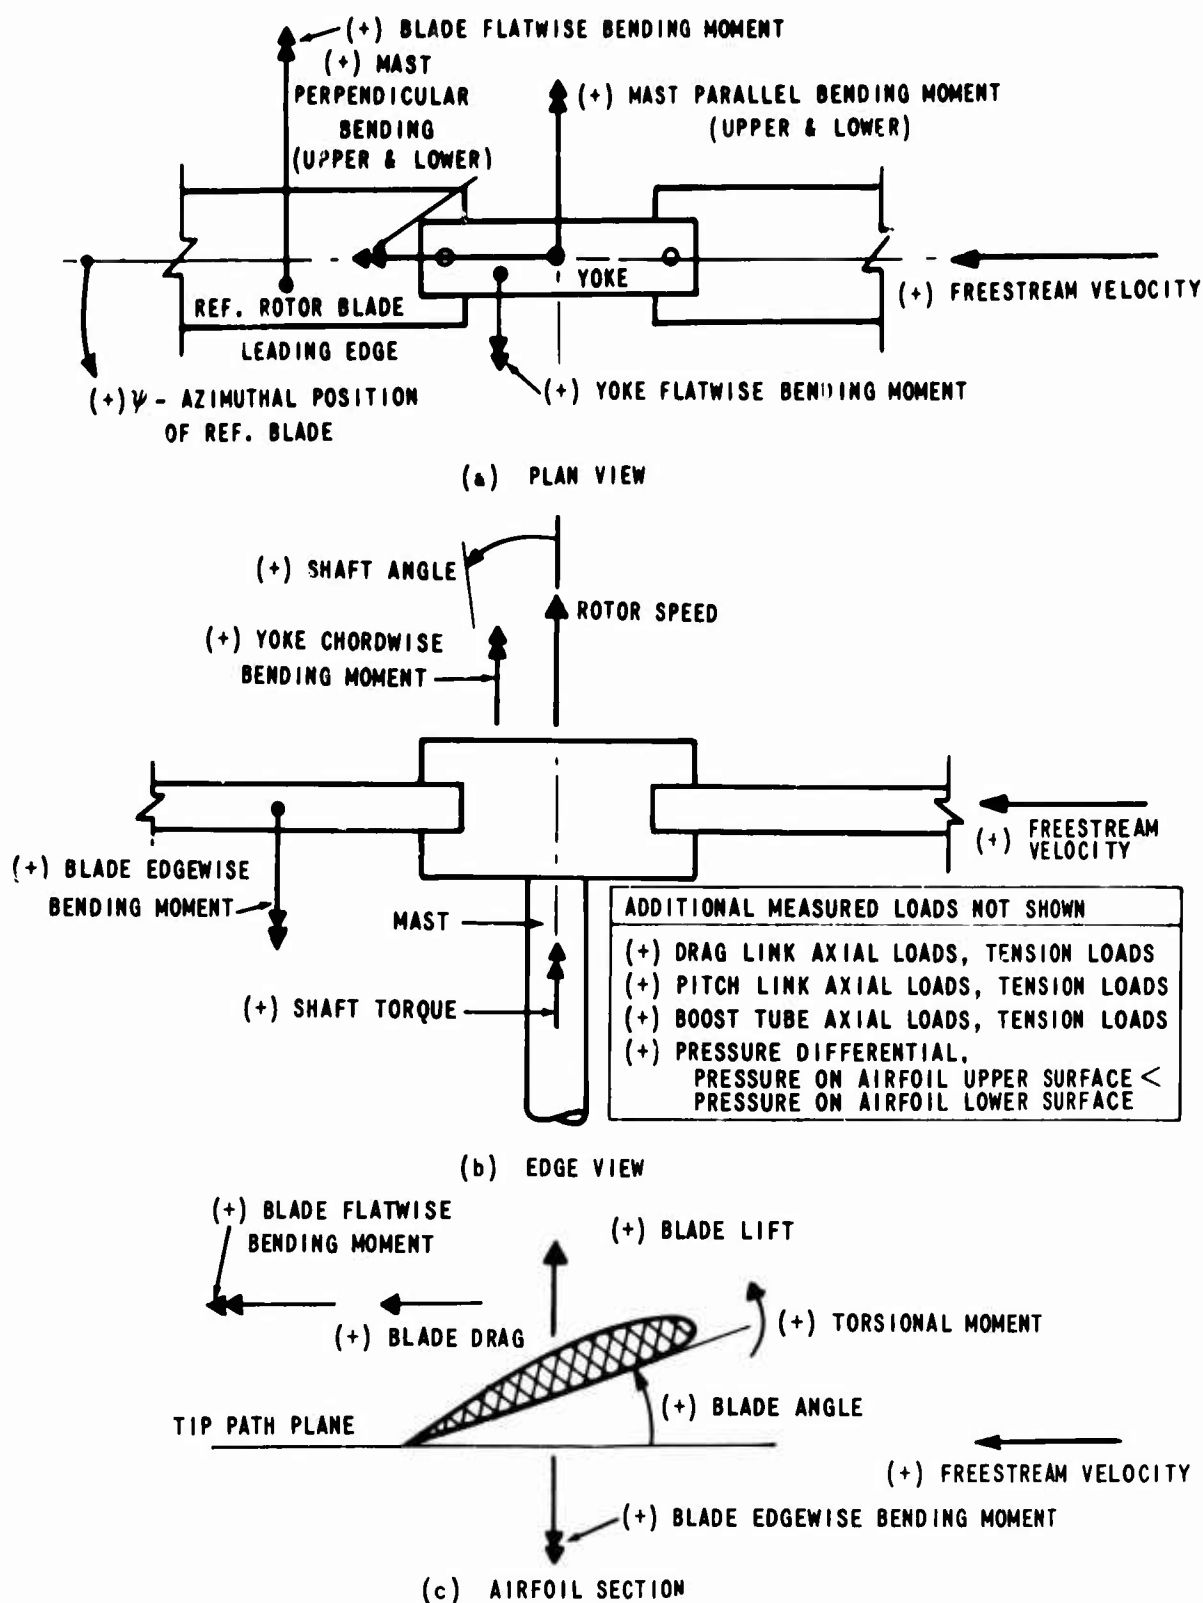 (+) BLADE FLATWISE BENDING MOMENT
(+) MAST
PERPENDICULAR
BENDING
(UPPER & LOWER)
(+) MAST PARALLEL BENDING MOMENT
(UPPER & LOWER)
YOKE
REF. ROTOR BLADE
(+) FREESTREAM VELOCITY
LEADING EDGE
(+) YOKE FLATWISE BENDING MOMENT
(+) ψ - AZIMUTHAL POSITION
OF REF. BLADE
(a) PLAN VIEW
(+) SHAFT ANGLE
ROTOR SPEED
(+) YOKE CHORDWISE
BENDING MOMENT
(+) FREESTREAM
VELOCITY
(+) BLADE EDGEWISE
BENDING MOMENT
MAST
(+) SHAFT TORQUE
ADDITIONAL MEASURED LOADS NOT SHOWN
(+) DRAG LINK AXIAL LOADS, TENSION LOADS
(+) PITCH LINK AXIAL LOADS, TENSION LOADS
(+) BOOST TUBE AXIAL LOADS, TENSION LOADS
(+) PRESSURE DIFFERENTIAL,
PRESSURE ON AIRFOIL UPPER SURFACE <
PRESSURE ON AIRFOIL LOWER SURFACE
(b) EDGE VIEW
(+) BLADE FLATWISE
BENDING MOMENT
(+) BLADE LIFT
(+) BLADE DRAG
(+) TORSIONAL MOMENT
(+) BLADE ANGLE
TIP PATH PLANE
(+) FREESTREAM VELOCITY
(+) BLADE EDGEWISE BENDING MOMENT
(c) AIRFOIL SECTION